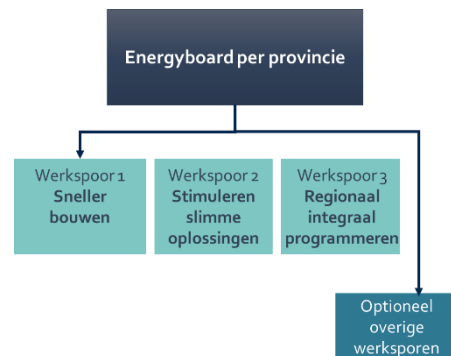 Energyboard per provincie
Werkspoor 1
Sneller
bouwen
Werkspoor 2
Stimuleren
slimme
oplossingen
Werkspoor 3
Regionaal
integraal
programmeren
Optioneel
overige
werksporen